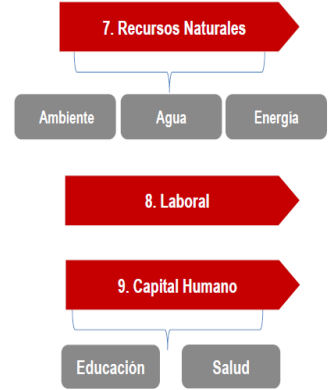 7. Recursos Naturales
Ambiente
Agua
Energía
8. Laboral
9. Capital Humano
Educación
Salud